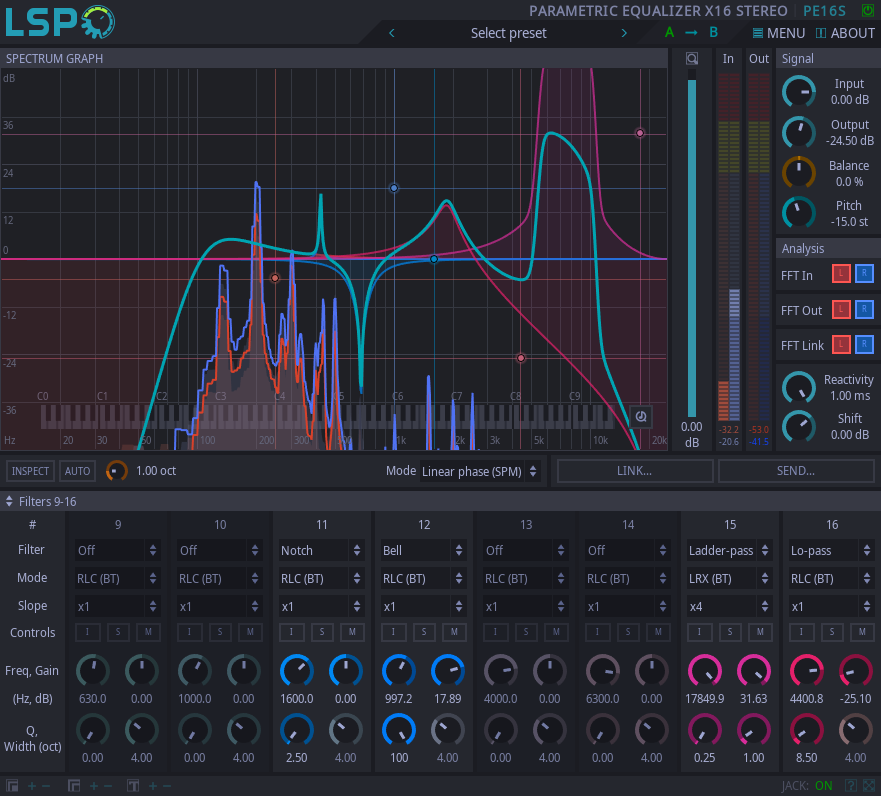 LSP
PARAMETRIC EQUALIZER X16 STEREO PE16S
Select preset A B MENU ABOUT
SPECTRUM GRAPH In Out Signal
dB
36
24
12
0
-12
-24
-36
C0 C1 C2 C3 C4 C5 C6 C7 C8 C9
Hz 20 30 50 100 200 300 500 1k 2k 3k 5k 10k 20k
0.00
dB
-32.2 -53.0
-20.6 -41.5
Input
0.00 dB
Output
-24.50 dB
Balance
0.0 %
Pitch
-15.0 st
Analysis
FFT In L R
FFT Out L R
FFT Link L R
Reactivity
1.00 ms
Shift
0.00 dB
INSPECT AUTO 1.00 oct Mode Linear phase (SPM) LINK... SEND...
Filters 9-16
# 9 10 11 12 13 14 15 16
Filter Off Off Notch Bell Off Off Ladder-pass Lo-pass
Mode RLC (BT) RLC (BT) RLC (BT) RLC (BT) RLC (BT) RLC (BT) LRX (BT) RLC (BT)
Slope x1 x1 x1 x1 x1 x1 x4 x1
Controls I S M I S M I S M I S M I S M I S M I S M I S M
Freq, Gain
(Hz, dB) 630.0 0.00 1000.0 0.00 1600.0 0.00 997.2 17.89 4000.0 0.00 6300.0 0.00 17849.9 31.63 4400.8 -25.10
Q,
Width (oct) 0.00 4.00 0.00 4.00 2.50 4.00 100 4.00 0.00 4.00 0.00 4.00 0.25 1.00 8.50 4.00
JACK: ON ?